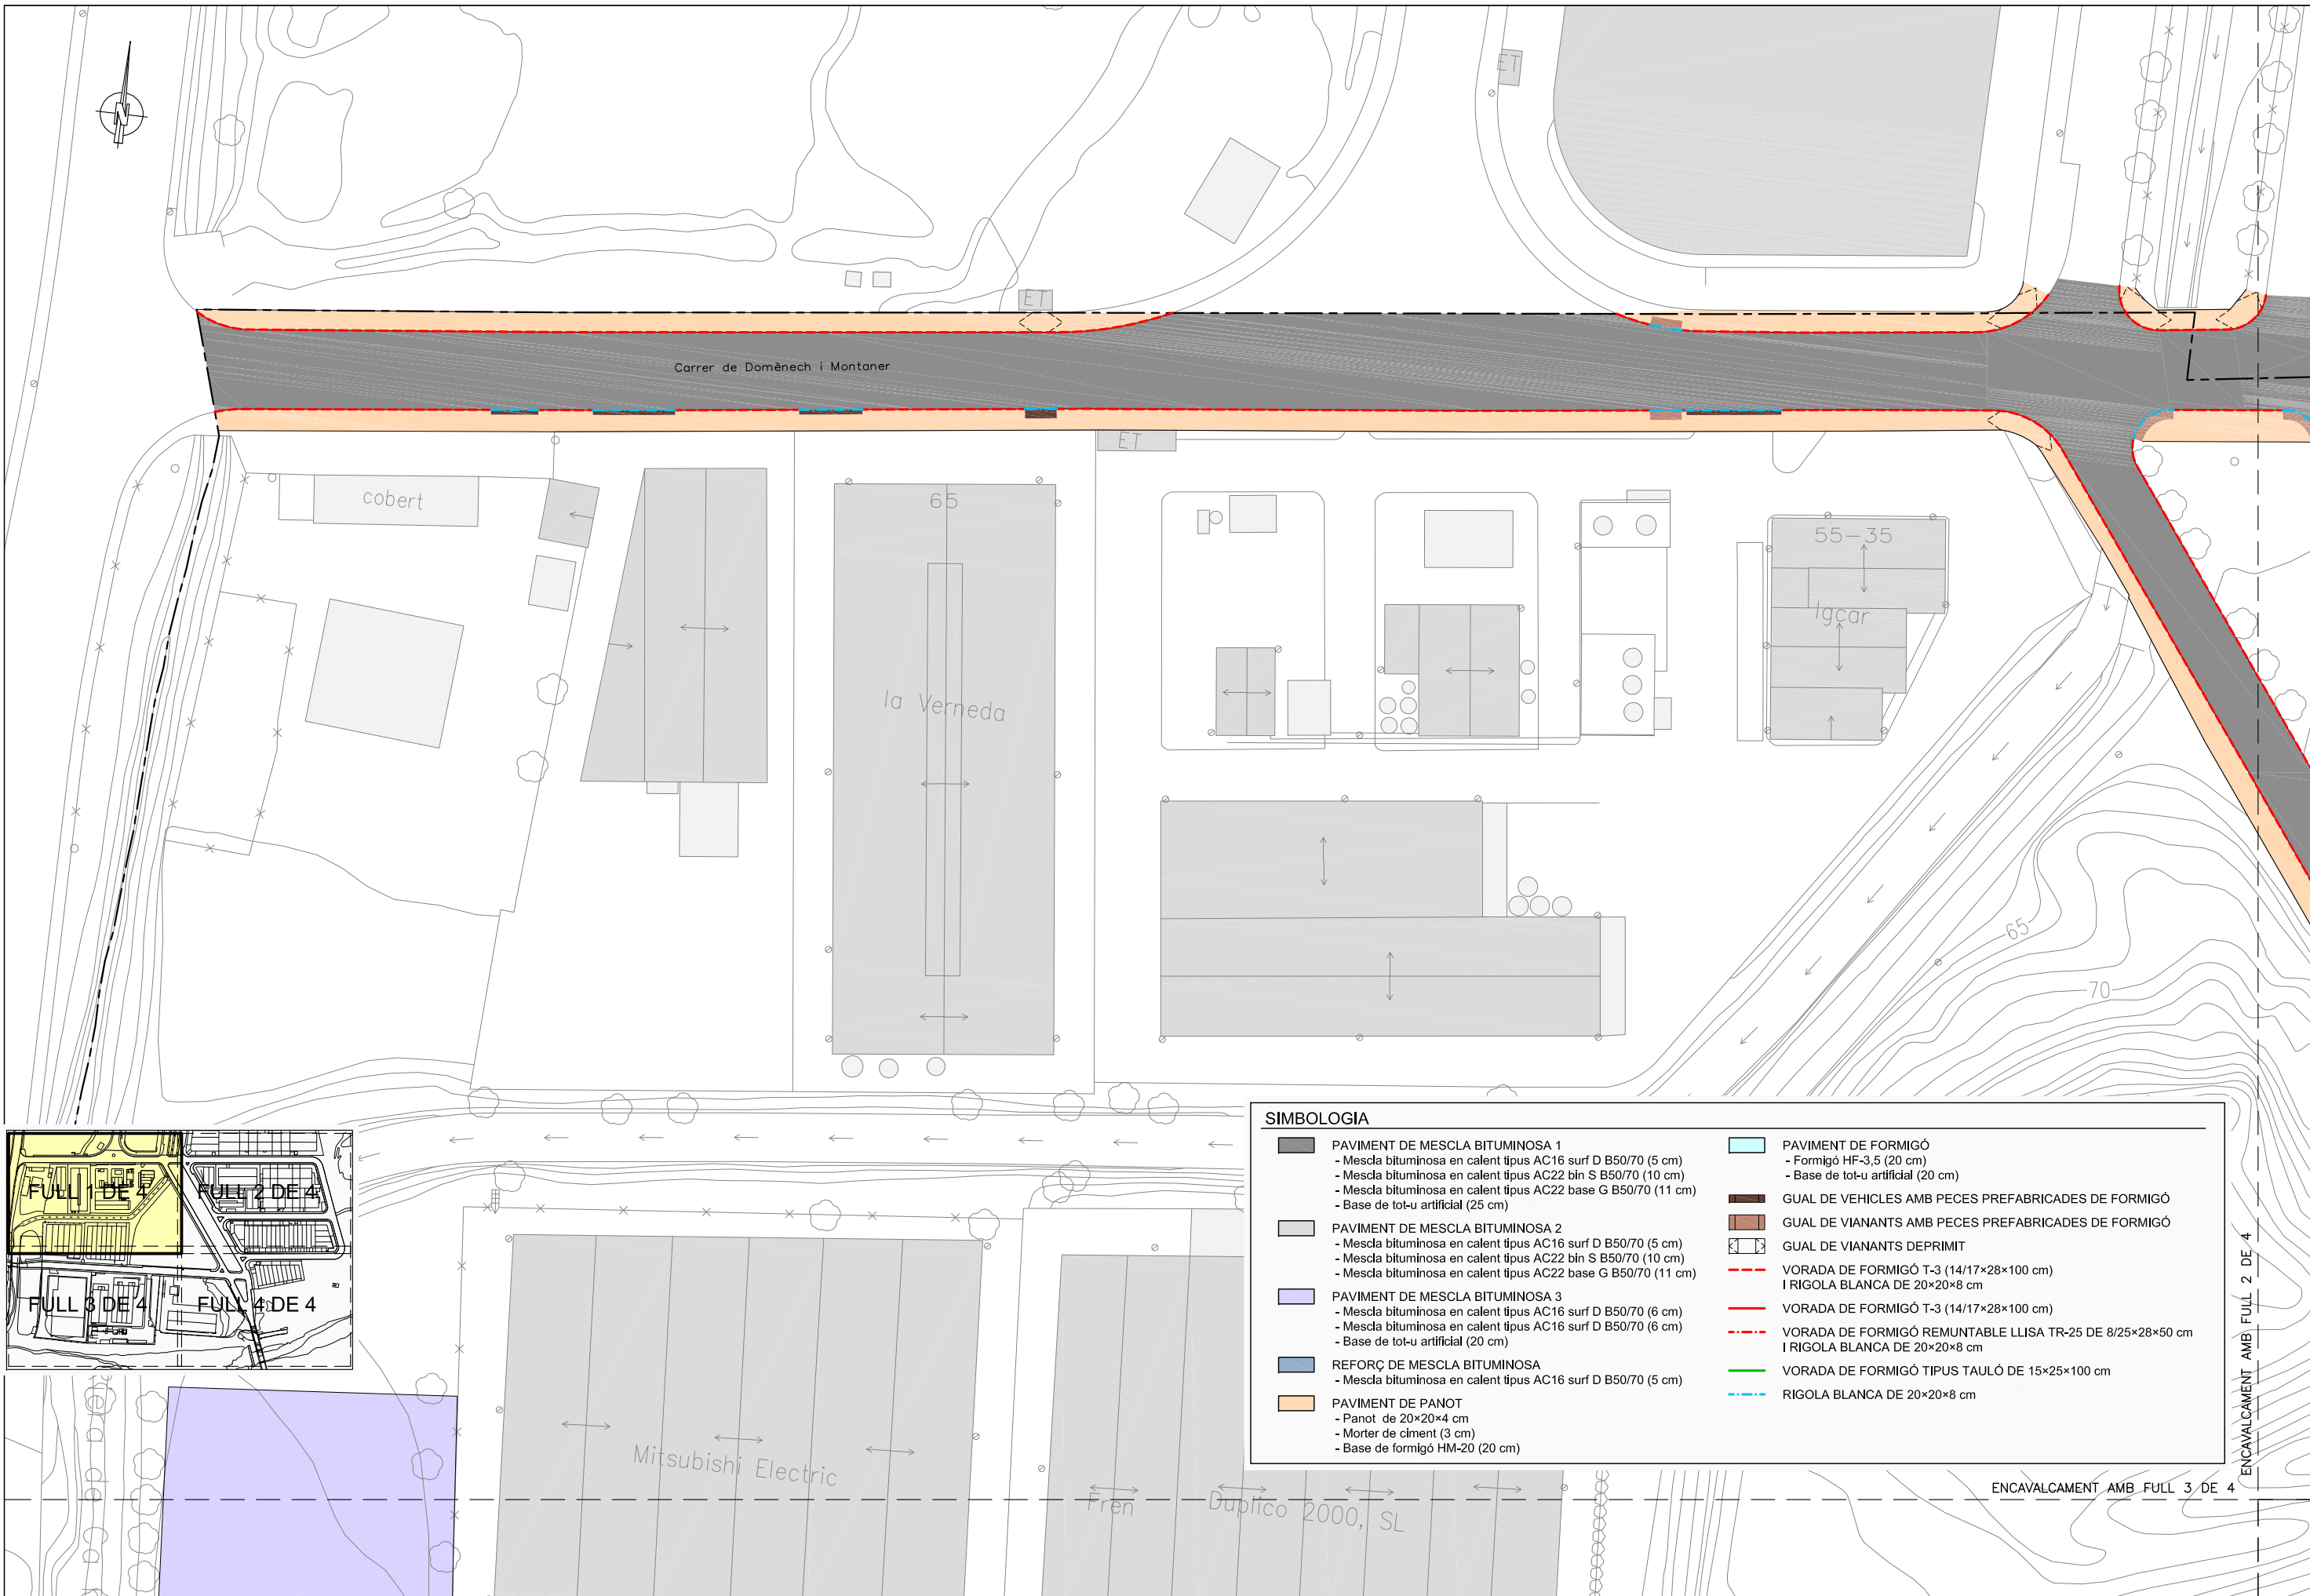 N
ET
ET
Carrer de Domènech i Montaner
ET
cobert
65
55-35
Igcar
la Verneda
65
70
SIMBOLOGIA
PAVIMENT DE MESCLA BITUMINOSA 1
- Mescla bituminosa en calent tipus AC16 surf D B50/70 (5 cm)
- Mescla bituminosa en calent tipus AC22 bin S B50/70 (10 cm)
- Mescla bituminosa en calent tipus AC22 base G B50/70 (11 cm)
- Base de tot-u artificial (25 cm)
PAVIMENT DE MESCLA BITUMINOSA 2
- Mescla bituminosa en calent tipus AC16 surf D B50/70 (5 cm)
- Mescla bituminosa en calent tipus AC22 bin S B50/70 (10 cm)
- Mescla bituminosa en calent tipus AC22 base G B50/70 (11 cm)
PAVIMENT DE MESCLA BITUMINOSA 3
- Mescla bituminosa en calent tipus AC16 surf D B50/70 (6 cm)
- Mescla bituminosa en calent tipus AC16 surf D B50/70 (6 cm)
- Base de tot-u artificial (20 cm)
REFORÇ DE MESCLA BITUMINOSA
- Mescla bituminosa en calent tipus AC16 surf D B50/70 (5 cm)
PAVIMENT DE PANOT
- Panot de 20×20×4 cm
- Morter de ciment (3 cm)
- Base de formigó HM-20 (20 cm)
PAVIMENT DE FORMIGÓ
- Formigó HF-3,5 (20 cm)
- Base de tot-u artificial (20 cm)
GUAL DE VEHICLES AMB PECES PREFABRICADES DE FORMIGÓ
GUAL DE VIANANTS AMB PECES PREFABRICADES DE FORMIGÓ
GUAL DE VIANANTS DEPRIMIT
VORADA DE FORMIGÓ T-3 (14/17×28×100 cm)
I RIGOLA BLANCA DE 20×20×8 cm
VORADA DE FORMIGÓ T-3 (14/17×28×100 cm)
VORADA DE FORMIGÓ REMUNTABLE LLISA TR-25 DE 8/25×28×50 cm
I RIGOLA BLANCA DE 20×20×8 cm
VORADA DE FORMIGÓ TIPUS TAULÓ DE 15×25×100 cm
RIGOLA BLANCA DE 20×20×8 cm
FULL 1 DE 4
FULL 2 DE 4
FULL 3 DE 4
FULL 4 DE 4
Mitsubishi Electric
Fren
Duplico 2000, SL
ENCAVALCAMENT AMB FULL 2 DE 4
ENCAVALCAMENT AMB FULL 3 DE 4